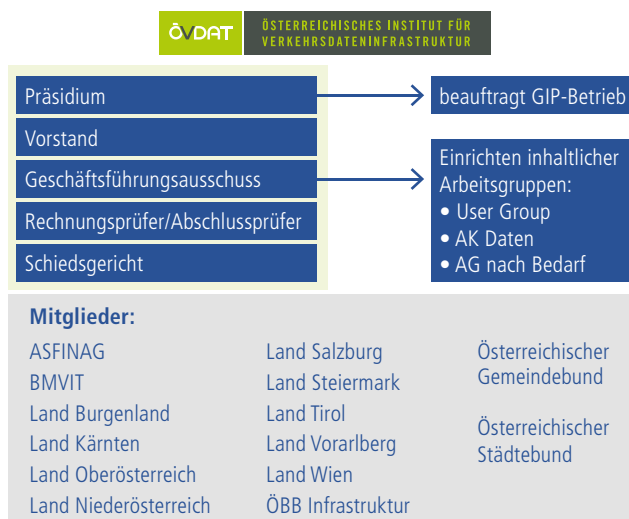 ÖVDAT
ÖSTERREICHISCHES INSTITUT FÜR
VERKEHRSDATENINFRASTRUKTUR
Präsidium
Vorstand
Geschäftsführungsausschuss
Rechnungsprüfer/Abschlussprüfer
Schiedsgericht
beauftragt GIP-Betrieb
Einrichten inhaltlicher
Arbeitsgruppen:
• User Group
• AK Daten
• AG nach Bedarf
Mitglieder:
ASFINAG
BMVIT
Land Burgenland
Land Kärnten
Land Oberösterreich
Land Niederösterreich
Land Salzburg
Land Steiermark
Land Tirol
Land Vorarlberg
Land Wien
ÖBB Infrastruktur
Österreichischer
Gemeindebund
Österreichischer
Städtebund